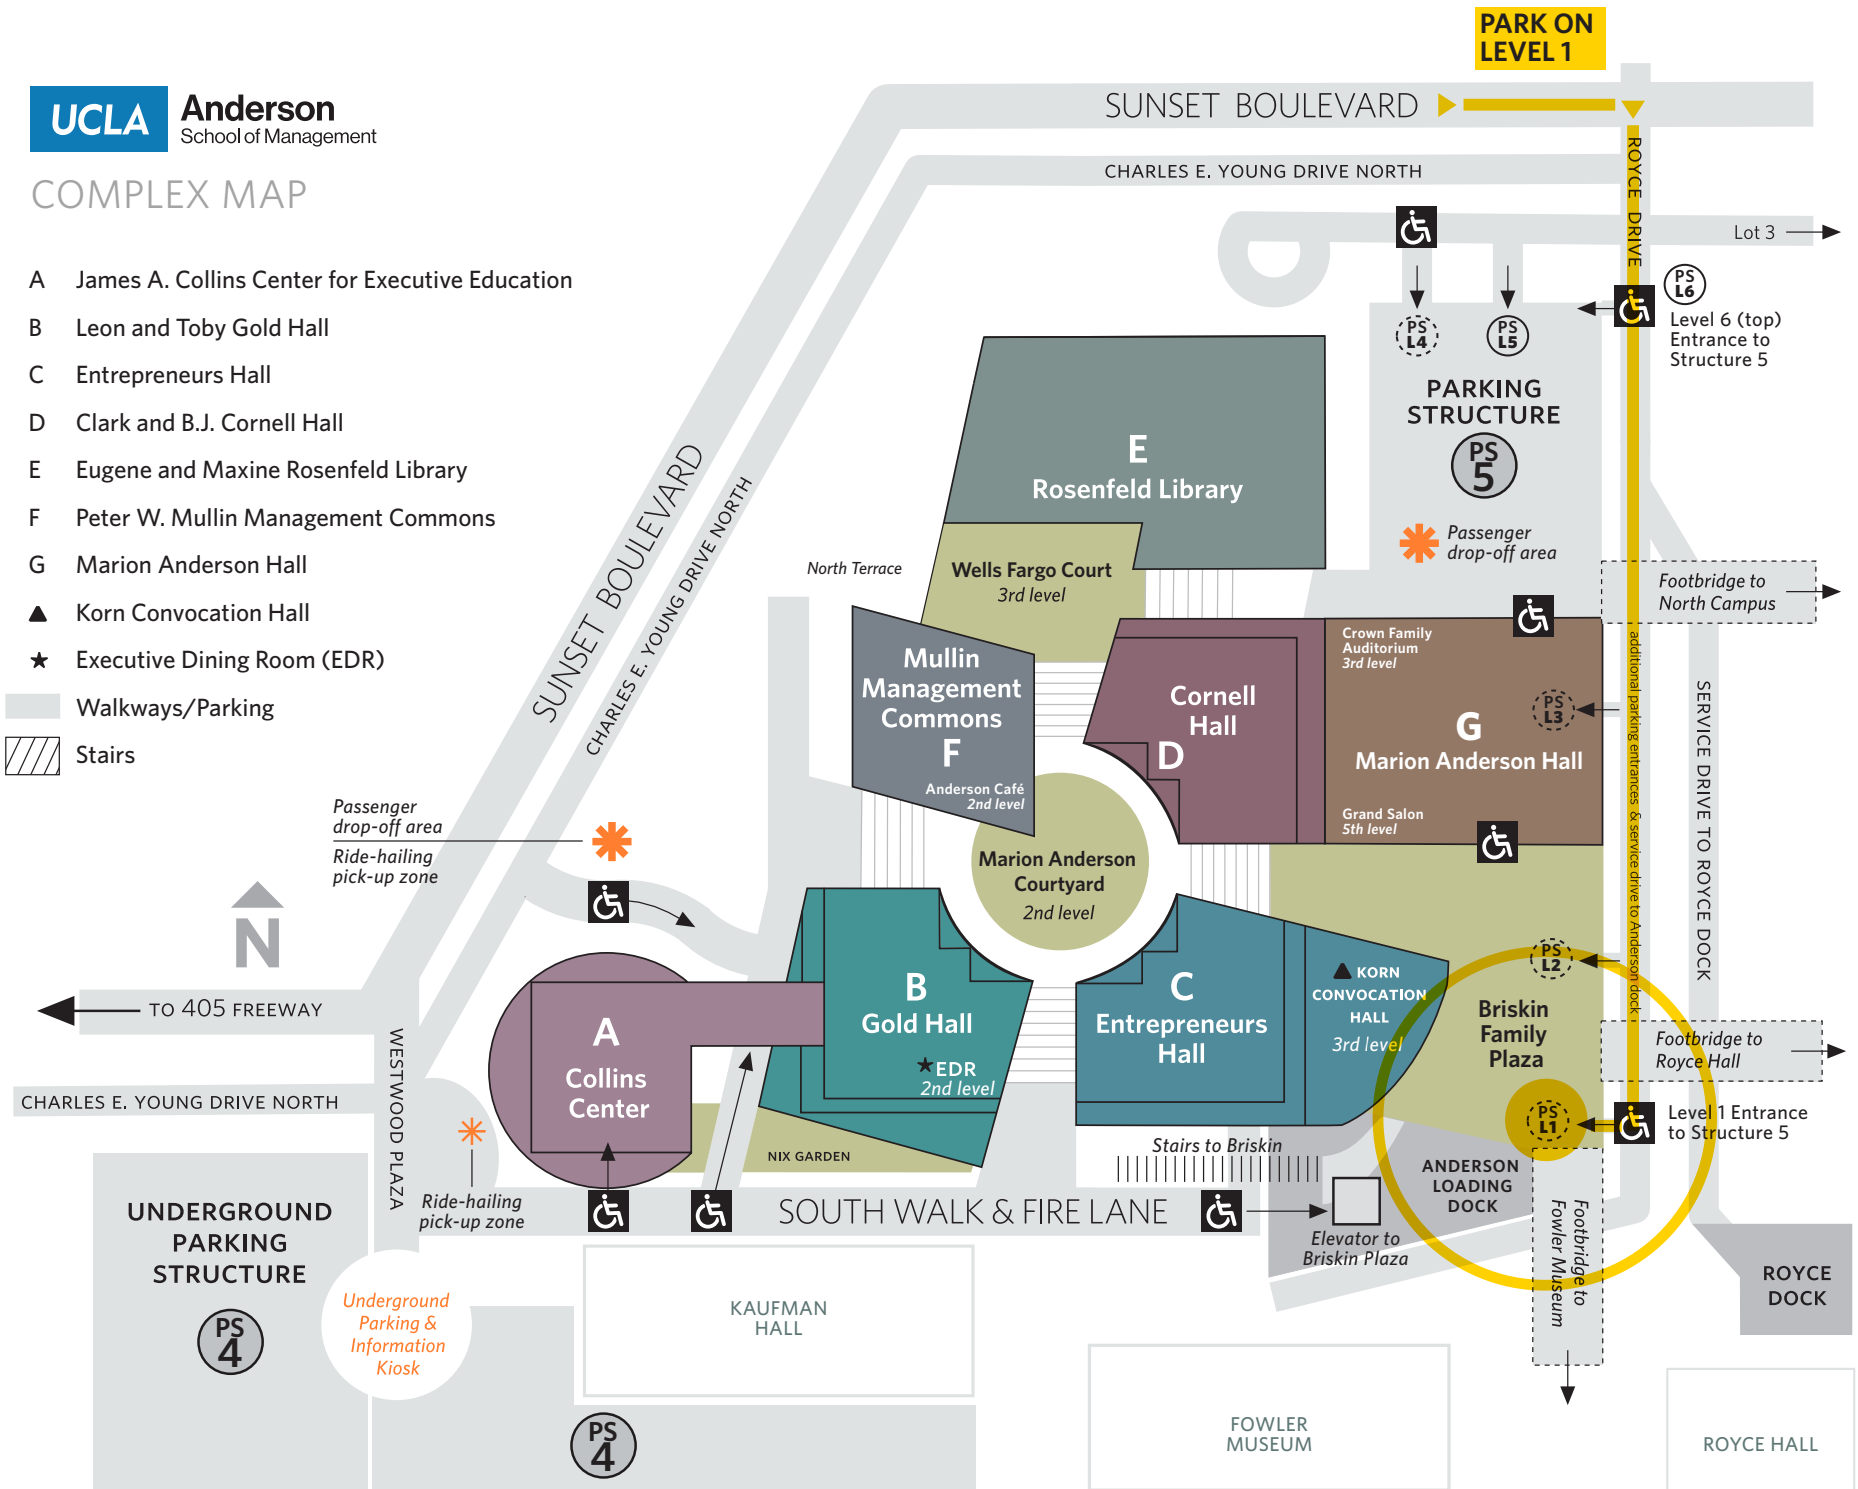 PARK ON
LEVEL 1
UCLA Anderson
School of Management
COMPLEX MAP
SUNSET BOULEVARD
CHARLES E. YOUNG DRIVE NORTH
ROYCE DRIVE
Lot 3
A James A. Collins Center for Executive Education
B Leon and Toby Gold Hall
C Entrepreneurs Hall
D Clark and B.J. Cornell Hall
E Eugene and Maxine Rosenfeld Library
F Peter W. Mullin Management Commons
G Marion Anderson Hall
▲ Korn Convocation Hall
★ Executive Dining Room (EDR)
Walkways/Parking
Stairs
PS
L6
Level 6 (top)
Entrance to
Structure 5
PS
L4
PS
L5
PARKING
STRUCTURE
PS
5
Passenger
drop-off area
E
Rosenfeld Library
SUNSET BOULEVARD
CHARLES E. YOUNG DRIVE NORTH
North Terrace
Wells Fargo Court
3rd level
Footbridge to
North Campus
Mullin
Management
Commons
F
Anderson Café
2nd level
Cornell
Hall
D
Crown Family
Auditorium
3rd level
PS
L3
G
Marion Anderson Hall
Grand Salon
5th level
additional parking entrances & service drive to Anderson dock
SERVICE DRIVE TO ROYCE DOCK
Passenger
drop-off area
Ride-hailing
pick-up zone
N
Marion Anderson
Courtyard
2nd level
TO 405 FREEWAY
WESTWOOD PLAZA
CHARLES E. YOUNG DRIVE NORTH
A
Collins
Center
B
Gold Hall
★EDR
2nd level
C
Entrepreneurs
Hall
▲ KORN
CONVOCATION
HALL
3rd level
PS
L2
Briskin
Family
Plaza
Footbridge to
Royce Hall
PS
L1
Level 1 Entrance
to Structure 5
NIX GARDEN
Stairs to Briskin
ANDERSON
LOADING
DOCK
Ride-hailing
pick-up zone
SOUTH WALK & FIRE LANE
Elevator to
Briskin Plaza
Footbridge to
Fowler Museum
ROYCE
DOCK
UNDERGROUND
PARKING
STRUCTURE
PS
4
Underground
Parking &
Information
Kiosk
KAUFMAN
HALL
PS
4
FOWLER
MUSEUM
ROYCE HALL